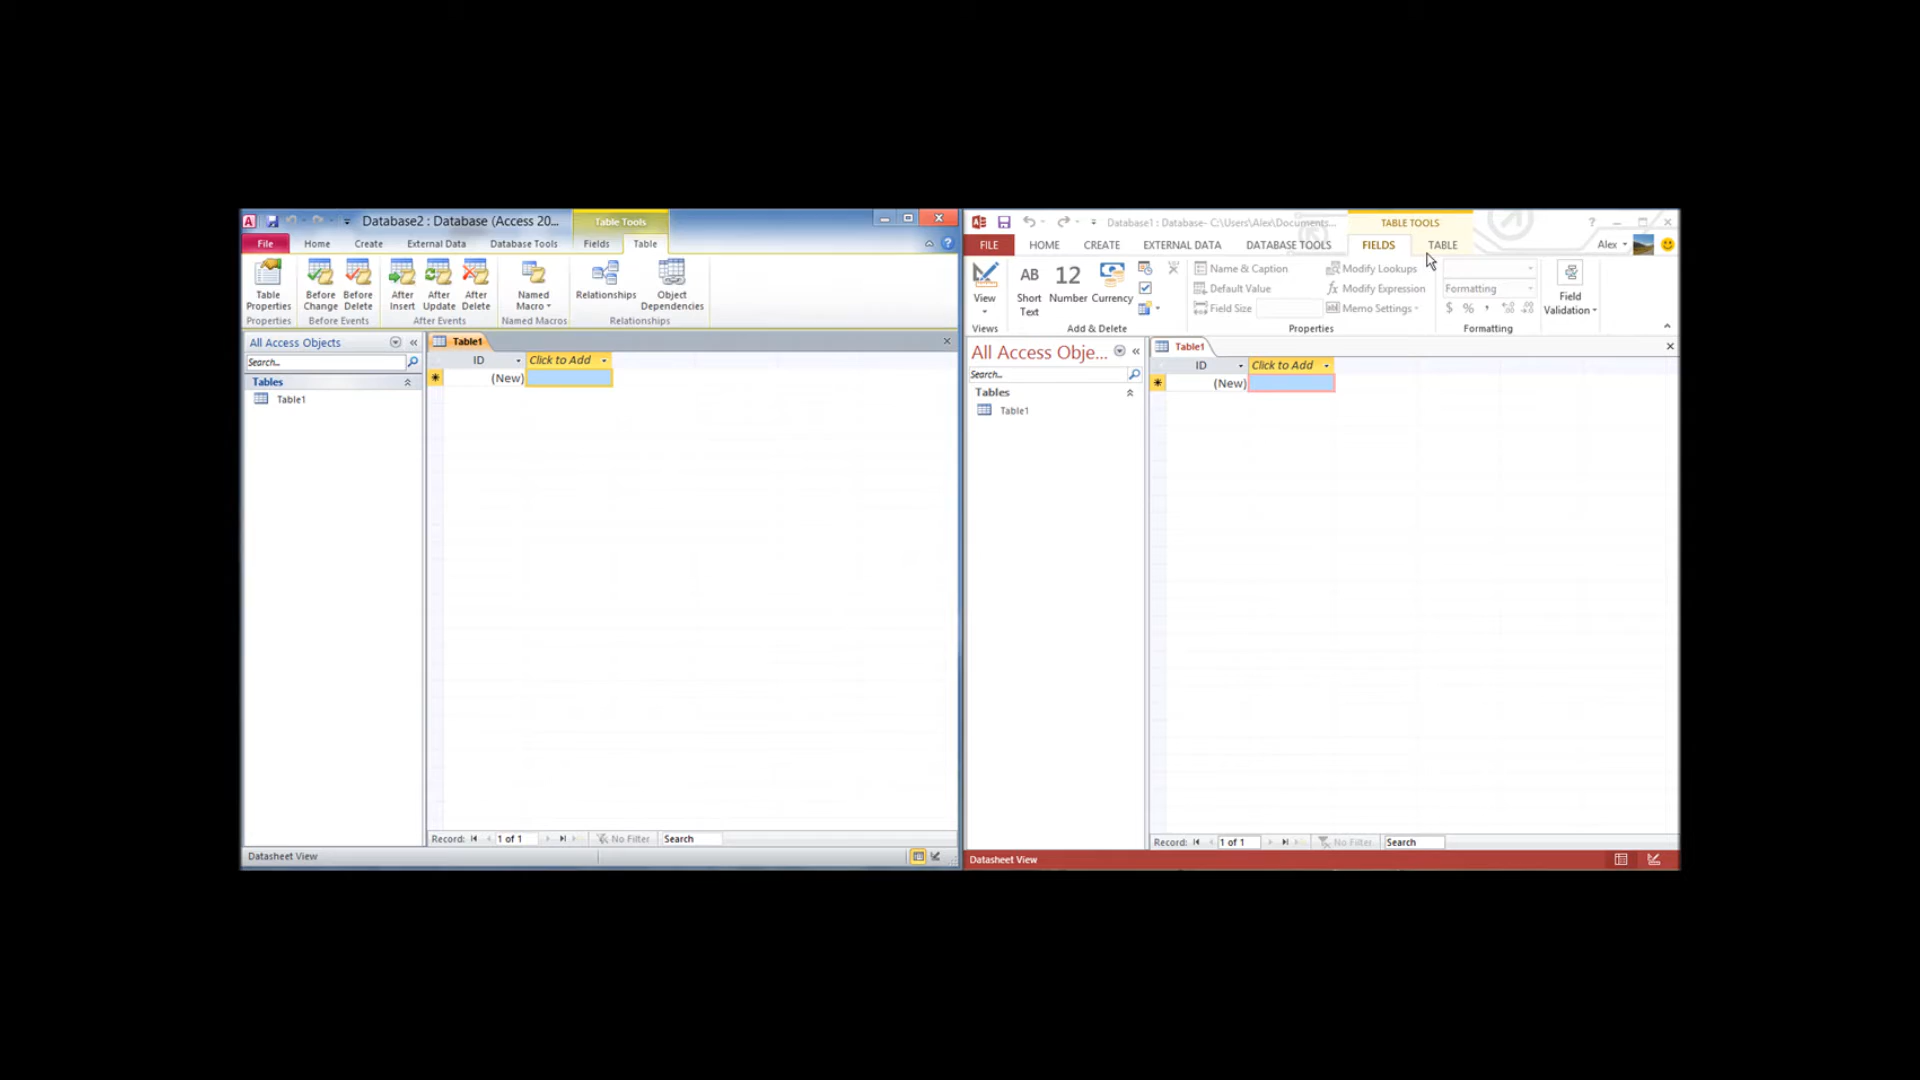 Database2 : Database (Access 20...
Table Tools
File Home Create External Data Database Tools Fields Table
Table Properties
Before Change
Before Delete
After Insert
After Update
After Delete
Named Macro
Relationships
Object Dependencies
Properties Before Events After Events Named Macros Relationships
All Access Objects
Search...
Tables
Table1
Table1
ID Click to Add
(New)
Record: 1 of 1 No Filter Search
Datasheet View
Database1 : Database- C:\Users\Alex\Documents...
TABLE TOOLS
FILE HOME CREATE EXTERNAL DATA DATABASE TOOLS FIELDS TABLE
Alex
View
AB Short Text
12 Number
Currency
Name & Caption
Default Value
Field Size
Modify Lookups
fx Modify Expression
ab Memo Settings
Formatting
$ % ,
Field Validation
Views Add & Delete Properties Formatting
All Access Obje...
Search...
Tables
Table1
Table1
ID Click to Add
(New)
Record: 1 of 1 No Filter Search
Datasheet View